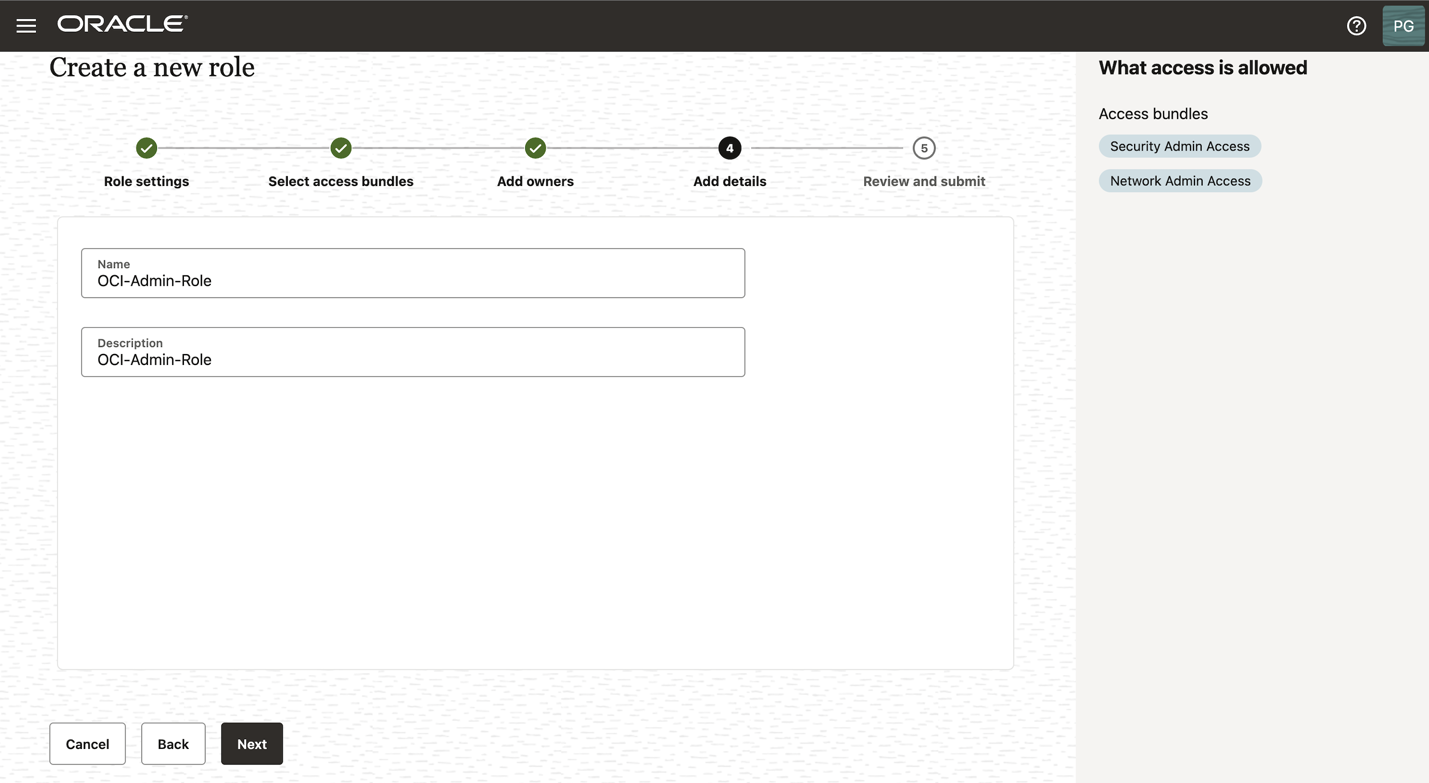 ORACLE®
?
PG
Create a new role
4
5
Role settings
Select access bundles
Add owners
Add details
Review and submit
Name
OCI-Admin-Role
Description
OCI-Admin-Role
Cancel
Back
Next
What access is allowed
Access bundles
Security Admin Access
Network Admin Access